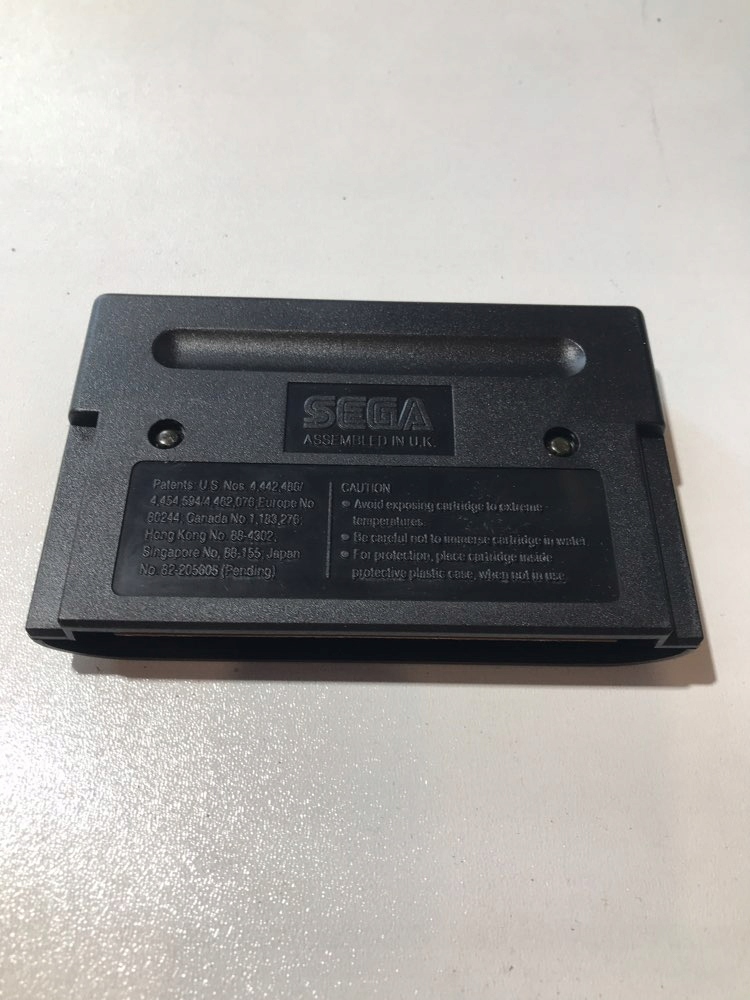 SEGA
ASSEMBLED IN U.K.
Patents: U.S. Nos. 4,442,486/
4,454,594/4,462,076; Europe No.
80244; Canada No. 1,183,276;
Hong Kong No. 88-4302;
Singapore No. 88-155; Japan
No. 82-205605 (Pending)
CAUTION
● Avoid exposing cartridge to extreme
temperatures.
● Be careful not to immerse cartridge in water.
● For protection, place cartridge inside
protective plastic case, when not in use.